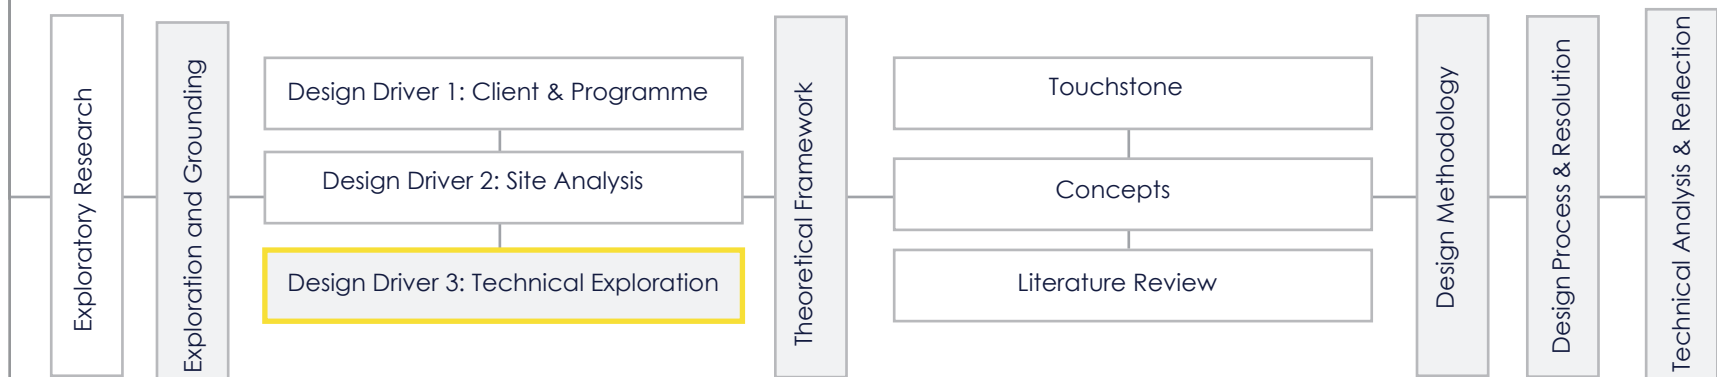 Exploratory Research
Exploration and Grounding
Design Driver 1: Client & Programme
Design Driver 2: Site Analysis
Design Driver 3: Technical Exploration
Theoretical Framework
Touchstone
Concepts
Literature Review
Design Methodology
Design Process & Resolution
Technical Analysis & Reflection